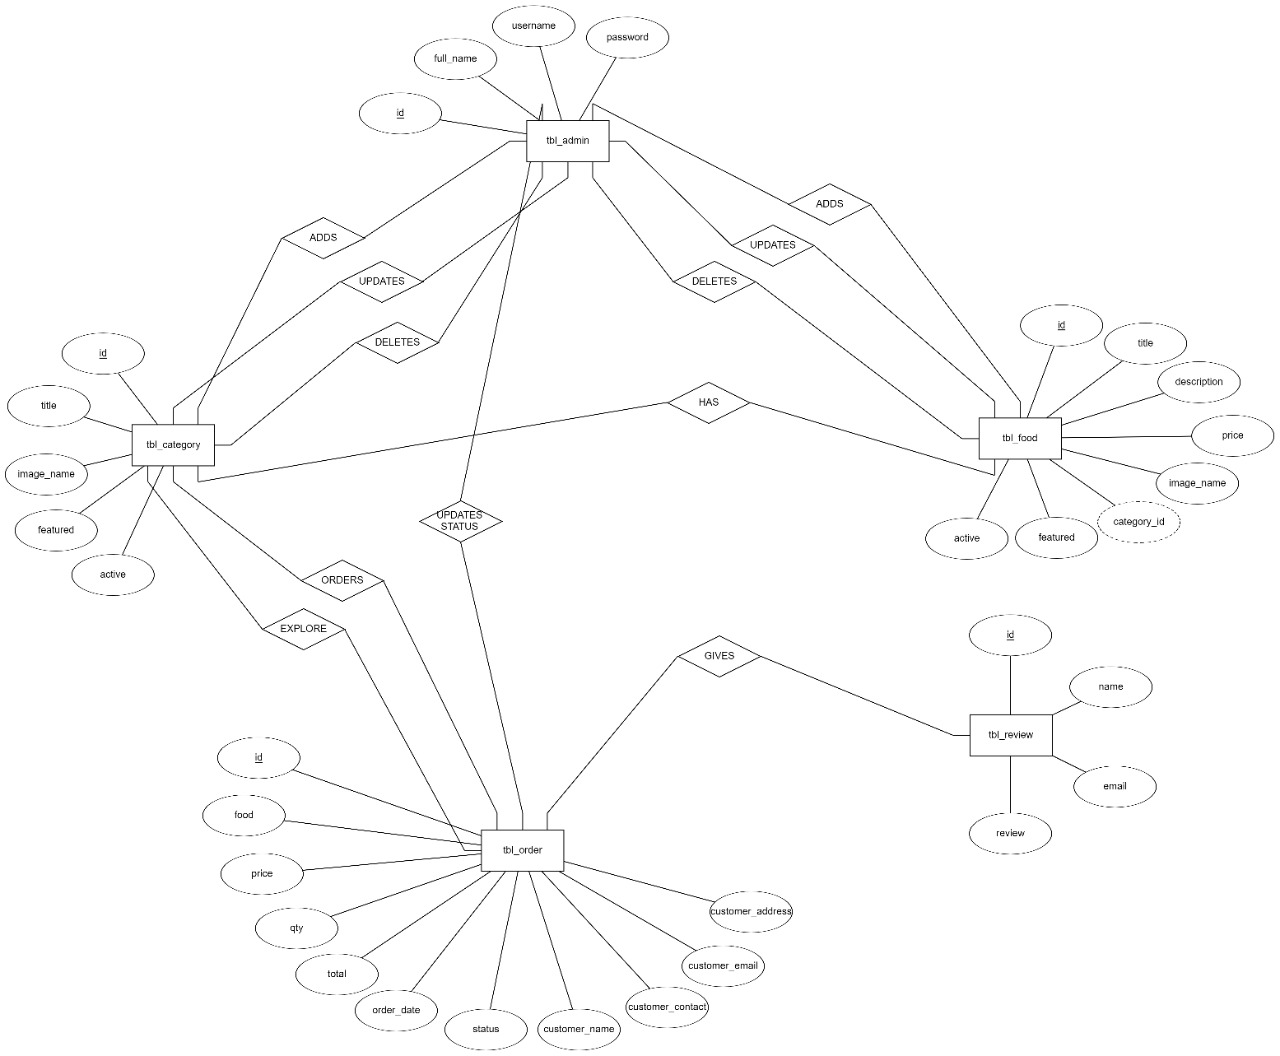 username
password
full_name
id
tbl_admin
ADDS
ADDS
UPDATES
UPDATES
DELETES
DELETES
id
title
image_name
featured
active
tbl_category
HAS
id
title
description
price
image_name
category_id
featured
active
tbl_food
UPDATES
STATUS
ORDERS
EXPLORE
GIVES
id
name
tbl_review
email
review
id
food
price
qty
total
order_date
status
customer_name
customer_contact
customer_email
customer_address
tbl_order